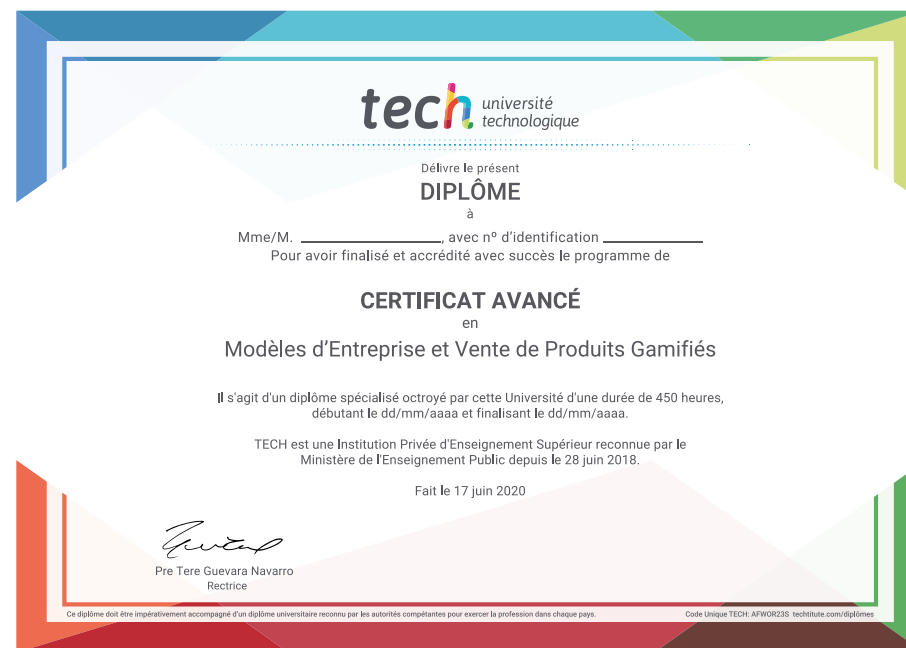 tech université
technologique
Délivre le présent
DIPLÔME
à
Mme/M. ____________________, avec nº d'identification ______________
Pour avoir finalisé et accrédité avec succès le programme de
CERTIFICAT AVANCÉ
en
Modèles d'Entreprise et Vente de Produits Gamifiés
Il s'agit d'un diplôme spécialisé octroyé par cette Université d'une durée de 450 heures,
débutant le dd/mm/aaaa et finalisant le dd/mm/aaaa.
TECH est une Institution Privée d'Enseignement Supérieur reconnue par le
Ministère de l'Enseignement Public depuis le 28 juin 2018.
Fait le 17 juin 2020
Pre Tere Guevara Navarro
Rectrice
Ce diplôme doit être impérativement accompagné d'un diplôme universitaire reconnu par les autorités compétentes pour exercer la profession dans chaque pays.
Code Unique TECH: AFWOR23S techtitute.com/diplômes